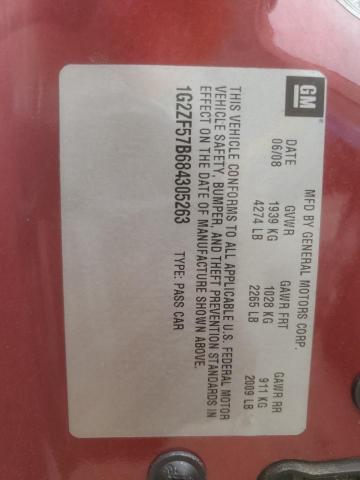 GM
MFD BY GENERAL MOTORS CORP.
DATE GVWR GAWR FRT GAWR RR
06/08 1939 KG 1028 KG 911 KG
4274 LB 2265 LB 2009 LB
THIS VEHICLE CONFORMS TO ALL APPLICABLE U.S. FEDERAL MOTOR
VEHICLE SAFETY, BUMPER, AND THEFT PREVENTION STANDARDS IN
EFFECT ON THE DATE OF MANUFACTURE SHOWN ABOVE.
1G2ZF57B684305263 TYPE: PASS CAR